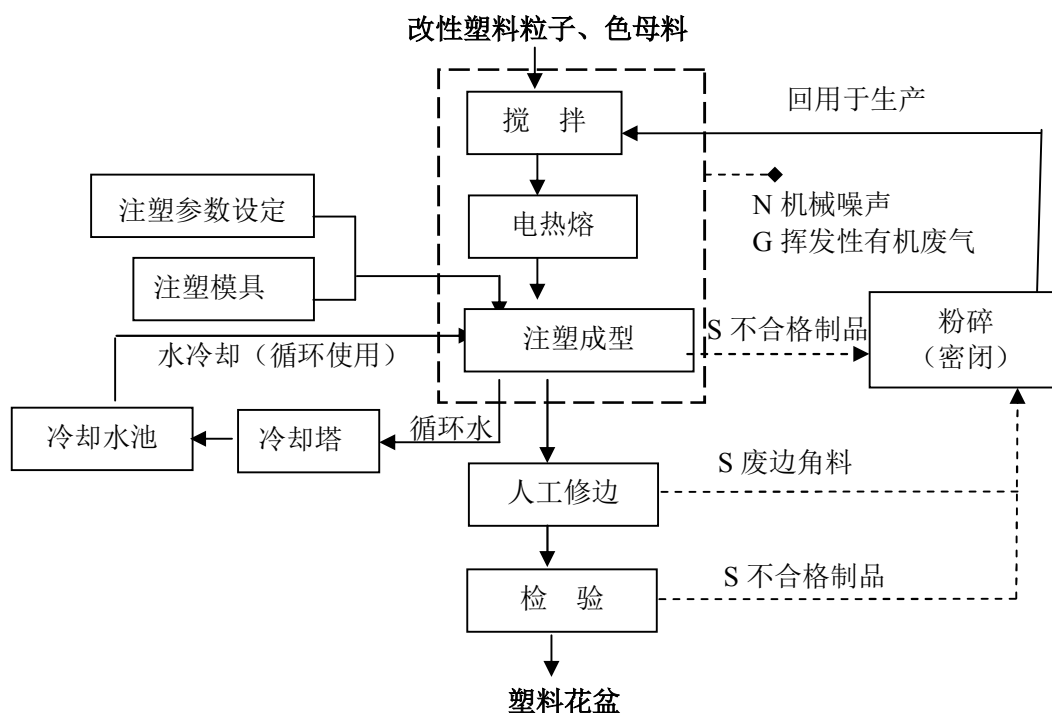 改性塑料粒子、色母料
搅 拌
回用于生产
注塑参数设定
电热熔
N 机械噪声
G 挥发性有机废气
注塑模具
注塑成型
S 不合格制品
粉碎
（密闭）
水冷却（循环使用）
冷却水池
冷却塔
循环水
人工修边
S 废边角料
检 验
S 不合格制品
塑料花盆